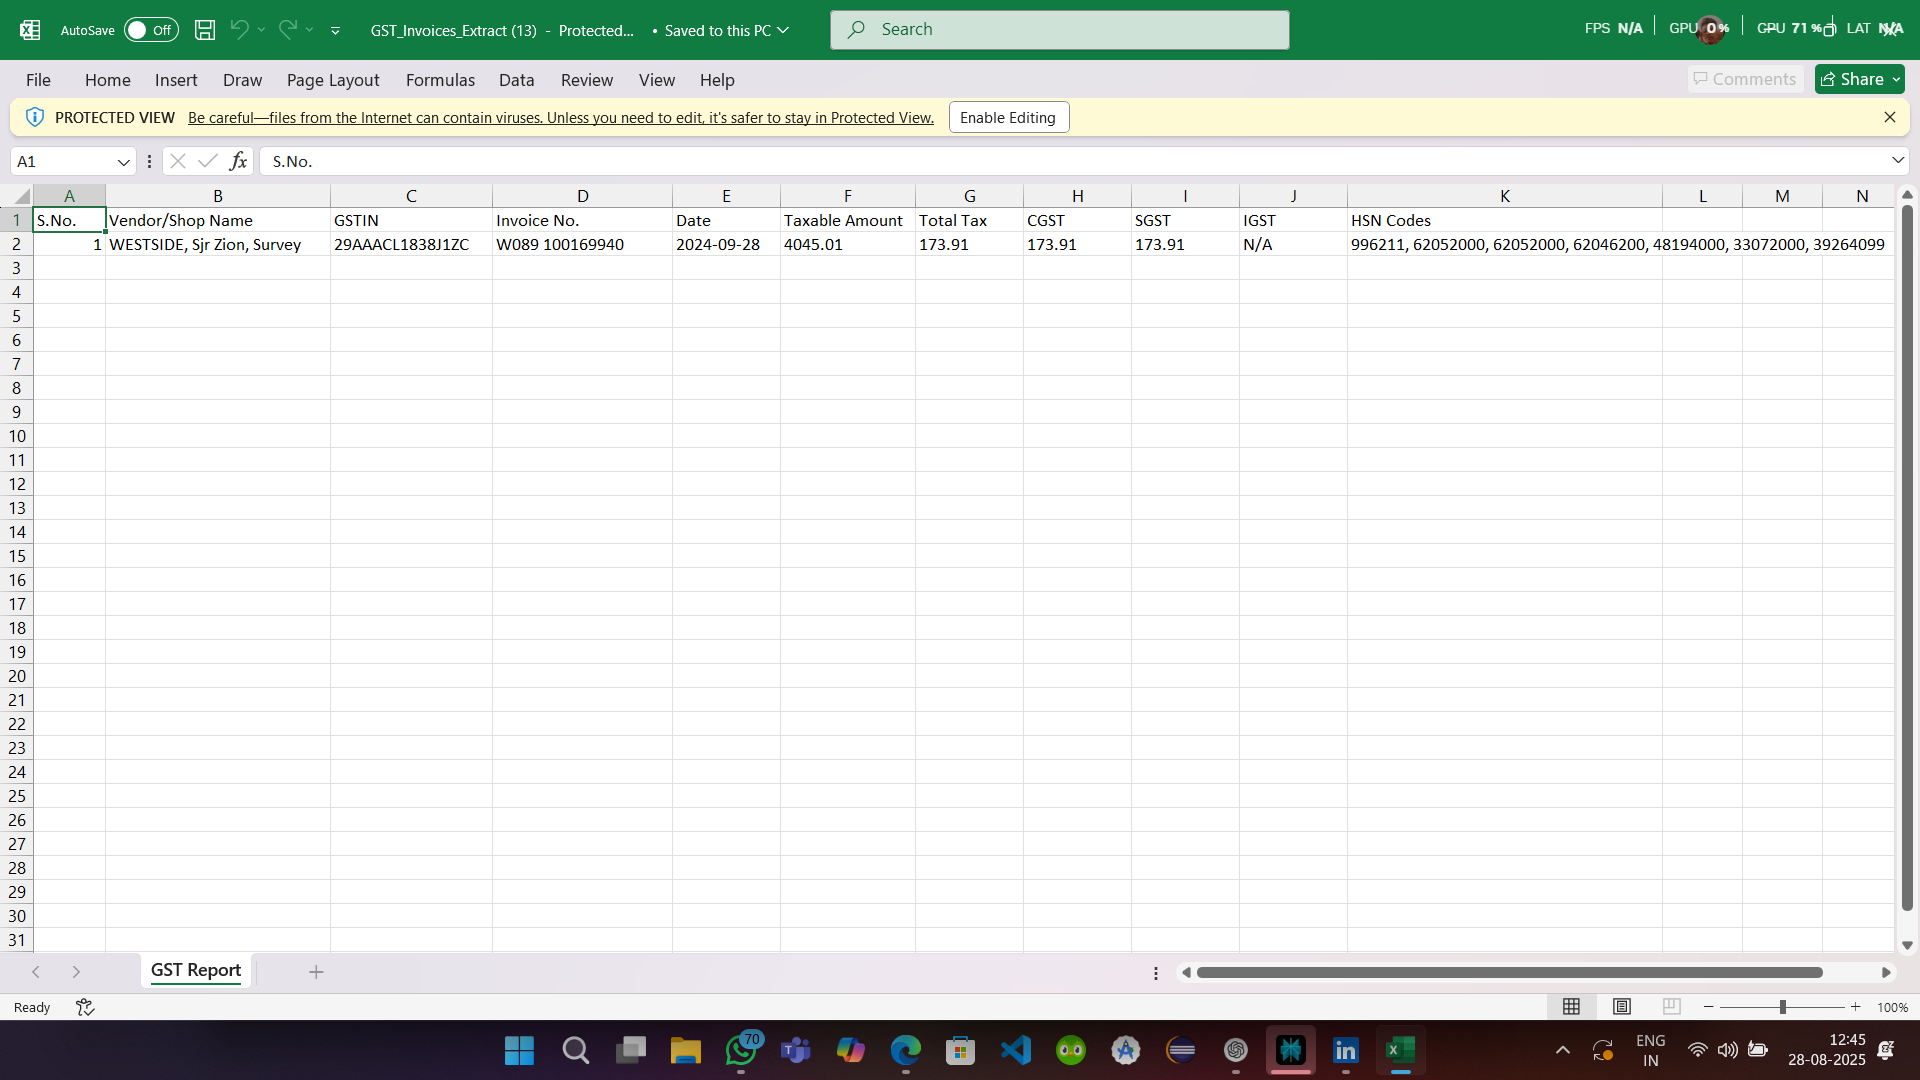 AutoSave Off GST_Invoices_Extract (13) - Protected... • Saved to this PC Search FPS N/A GPU 0% CPU 71% LAT N/A
File Home Insert Draw Page Layout Formulas Data Review View Help Comments Share
PROTECTED VIEW Be careful—files from the Internet can contain viruses. Unless you need to edit, it's safer to stay in Protected View. Enable Editing
A1 fx S.No.
A B C D E F G H I J K L M N
1 S.No. Vendor/Shop Name GSTIN Invoice No. Date Taxable Amount Total Tax CGST SGST IGST HSN Codes
2 1 WESTSIDE, Sjr Zion, Survey 29AAACL1838J1ZC W089 100169940 2024-09-28 4045.01 173.91 173.91 173.91 N/A 996211, 62052000, 62052000, 62046200, 48194000, 33072000, 39264099
3
4
5
6
7
8
9
10
11
12
13
14
15
16
17
18
19
20
21
22
23
24
25
26
27
28
29
30
31
GST Report
Ready 100%
70 ENG 12:45
IN 28-08-2025